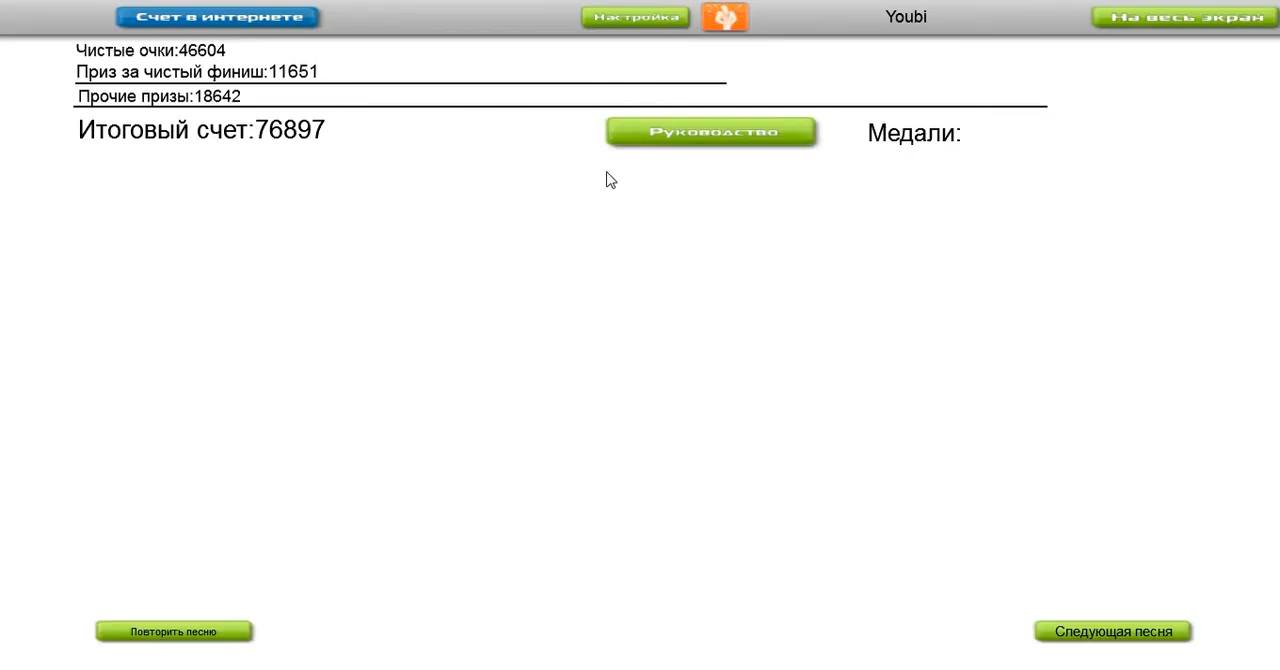 Счет в интернете
Настройка
Youbi
На весь экран
Чистые очки:46604
Приз за чистый финиш:11651
Прочие призы:18642
Итоговый счет:76897
Руководство
Медали:
Повторить песню
Следующая песня